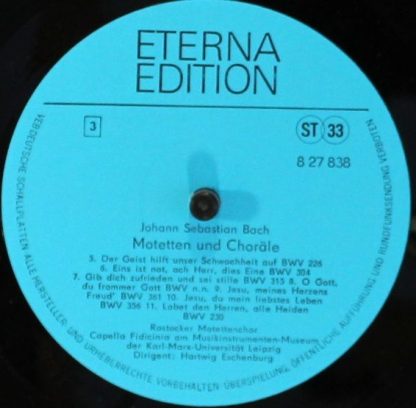 ETERNA
EDITION
3
ST 33
8 27 838
Johann Sebastian Bach
Motetten und Choräle
5. Der Geist hilft unser Schwachheit auf BWV 226
6. Eins ist not, ach Herr, dies Eine BWV 304
7. Gib dich zufrieden und sei stille BWV 315 8. O Gott,
du frommer Gott BWV n.n. 9. Jesu, meines Herzens
Freud' BWV 361 10. Jesu, du mein liebstes Leben
BWV 356 11. Lobet den Herren, alle Heiden
BWV 230
Rostocker Motettenchor
Capella Fidicinia am Musikinstrumenten-Museum
der Karl-Marx-Universität Leipzig
Dirigent: Hartwig Eschenburg
VEB DEUTSCHE SCHALLPLATTEN ALLE HERSTELLER- UND URHEBERRECHTE VORBEHALTEN ÜBERSPIELUNG, ÖFFENTLICHE AUFFÜHRUNG UND RUNDFUNKSENDUNG VERBOTEN